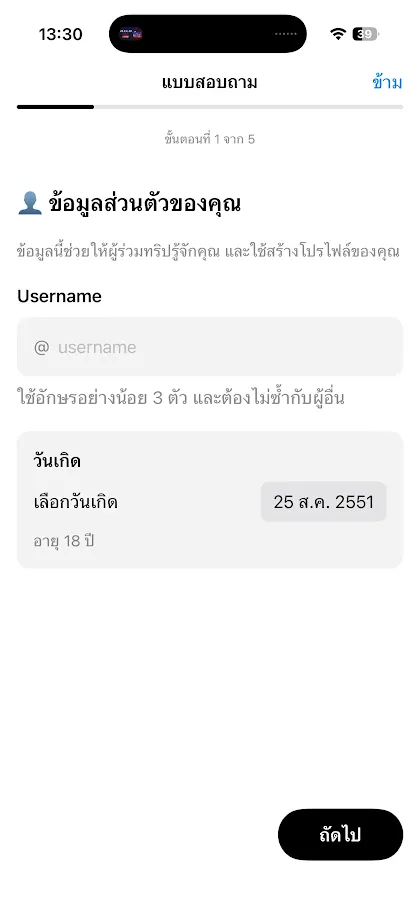 13:30
39
แบบสอบถาม
ข้าม
ขั้นตอนที่ 1 จาก 5
ข้อมูลส่วนตัวของคุณ
ข้อมูลนี้ช่วยให้ผู้ร่วมทริปรู้จักคุณ และใช้สร้างโปรไฟล์ของคุณ
Username
@ username
ใช้อักษรอย่างน้อย 3 ตัว และต้องไม่ซ้ำกับผู้อื่น
วันเกิด
เลือกวันเกิด 25 ส.ค. 2551
อายุ 18 ปี
ถัดไป